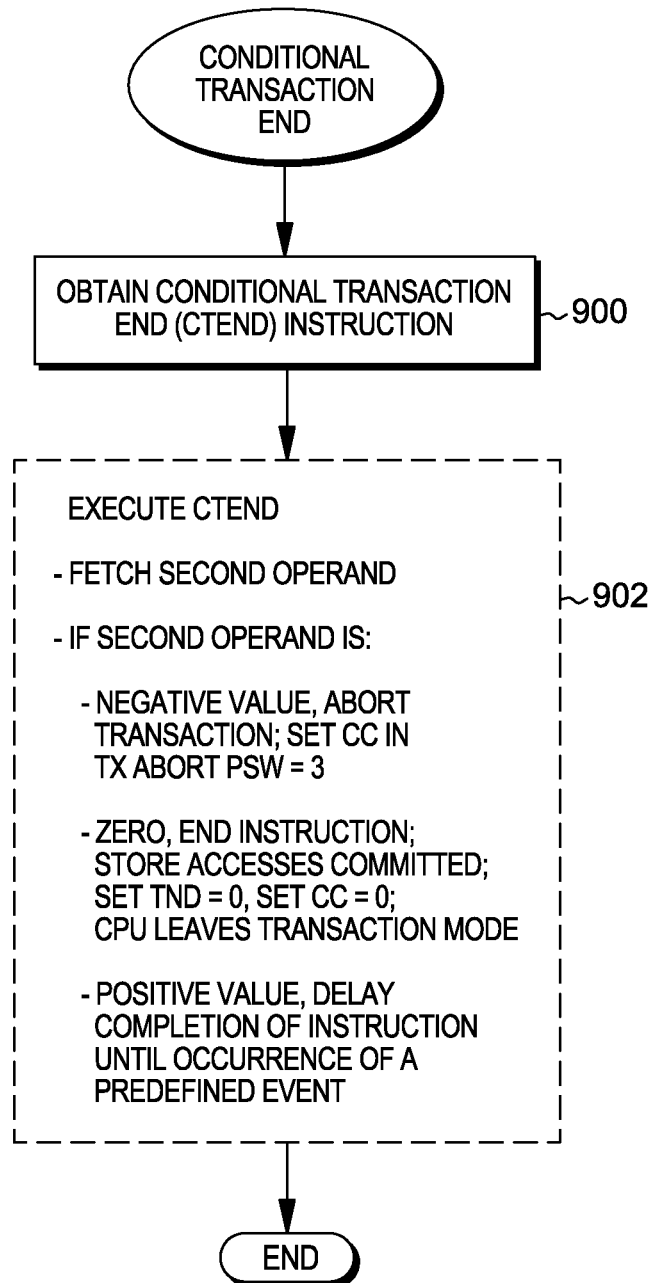 CONDITIONAL
TRANSACTION
END
OBTAIN CONDITIONAL TRANSACTION
END (CTEND) INSTRUCTION
900
EXECUTE CTEND
- FETCH SECOND OPERAND
902
- IF SECOND OPERAND IS:
- NEGATIVE VALUE, ABORT
TRANSACTION; SET CC IN
TX ABORT PSW = 3
- ZERO, END INSTRUCTION;
STORE ACCESSES COMMITTED;
SET TND = 0, SET CC = 0;
CPU LEAVES TRANSACTION MODE
- POSITIVE VALUE, DELAY
COMPLETION OF INSTRUCTION
UNTIL OCCURRENCE OF A
PREDEFINED EVENT
END